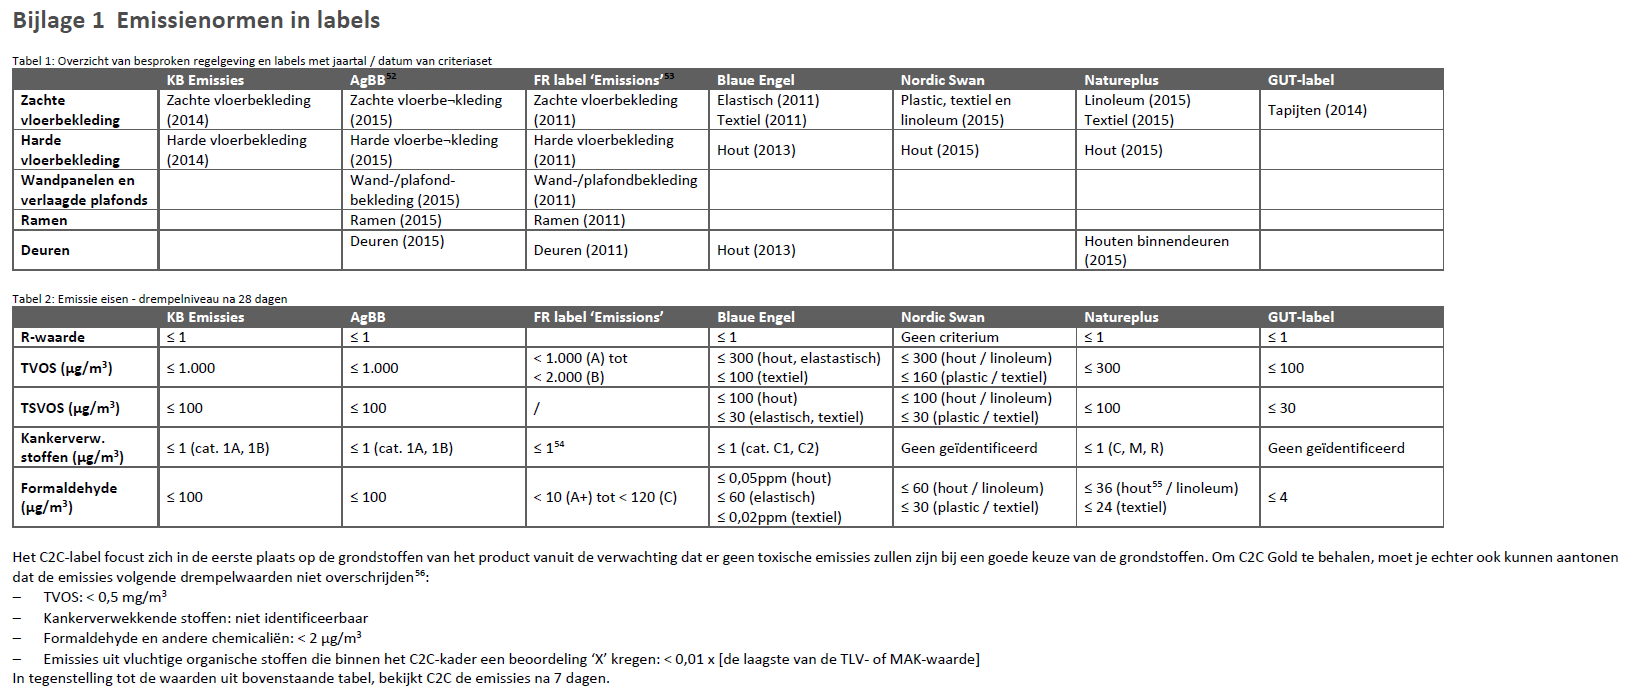 Bijlage 1 Emissienormen in labels
Tabel 1: Overzicht van besproken regelgeving en labels met jaartal / datum van criteriaset
KB Emissies AgBB52 FR label ‘Emissions’53 Blaue Engel Nordic Swan Natureplus GUT-label
Zachte vloerbekleding Zachte vloerbekleding (2014) Zachte vloerbe¬kleding (2015) Zachte vloerbekleding (2011) Elastisch (2011) Textiel (2011) Plastic, textiel en linoleum (2015) Linoleum (2015) Textiel (2015) Tapijten (2014)
Harde vloerbekleding Harde vloerbekleding (2014) Harde vloerbe¬kleding (2015) Harde vloerbekleding (2011) Hout (2013) Hout (2015) Hout (2015)
Wandpanelen en verlaagde plafonds Wand-/plafond-bekleding (2015) Wand-/plafondbekleding (2011)
Ramen Ramen (2015) Ramen (2011)
Deuren Deuren (2015) Deuren (2011) Hout (2013) Houten binnendeuren (2015)
Tabel 2: Emissie eisen - drempelniveau na 28 dagen
KB Emissies AgBB FR label ‘Emissions’ Blaue Engel Nordic Swan Natureplus GUT-label
R-waarde ≤ 1 ≤ 1 ≤ 1 Geen criterium ≤ 1 ≤ 1
TVOS (µg/m³) ≤ 1.000 ≤ 1.000 < 1.000 (A) tot < 2.000 (B) ≤ 300 (hout, elastastisch) ≤ 100 (textiel) ≤ 300 (hout / linoleum) ≤ 160 (plastic / textiel) ≤ 300 ≤ 100
TSVOS (µg/m³) ≤ 100 ≤ 100 / ≤ 100 (hout) ≤ 30 (elastisch, textiel) ≤ 100 (hout / linoleum) ≤ 30 (plastic / textiel) ≤ 100 ≤ 30
Kankerverw. stoffen (µg/m³) ≤ 1 (cat. 1A, 1B) ≤ 1 (cat. 1A, 1B) ≤ 1⁵⁴ ≤ 1 (cat. C1, C2) Geen geïdentificeerd ≤ 1 (C, M, R) Geen geïdentificeerd
Formaldehyde (µg/m³) ≤ 100 ≤ 100 < 10 (A+) tot < 120 (C) ≤ 0,05ppm (hout) ≤ 60 (elastisch) ≤ 0,02ppm (textiel) ≤ 60 (hout / linoleum) ≤ 30 (plastic / textiel) ≤ 36 (hout⁵⁵ / linoleum) ≤ 24 (textiel) ≤ 4
Het C2C-label focust zich in de eerste plaats op de grondstoffen van het product vanuit de verwachting dat er geen toxische emissies zullen zijn bij een goede keuze van de grondstoffen. Om C2C Gold te behalen, moet je echter ook kunnen aantonen
dat de emissies volgende drempelwaarden niet overschrijden⁵⁶:
– TVOS: < 0,5 mg/m³
– Kankerverwekkende stoffen: niet identificeerbaar
– Formaldehyde en andere chemicaliën: < 2 µg/m³
– Emissies uit vluchtige organische stoffen die binnen het C2C-kader een beoordeling ‘X’ kregen: < 0,01 x [de laagste van de TLV- of MAK-waarde]
In tegenstelling tot de waarden uit bovenstaande tabel, bekijkt C2C de emissies na 7 dagen.